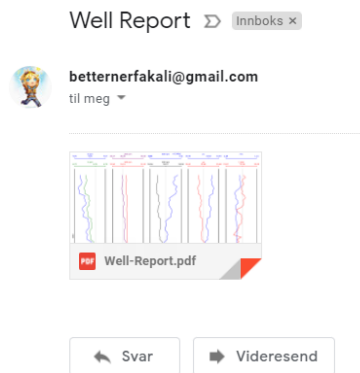 Well Report Innboks ×
betternerfakali@gmail.com
til meg
PDF Well-Report.pdf
Svar Videresend